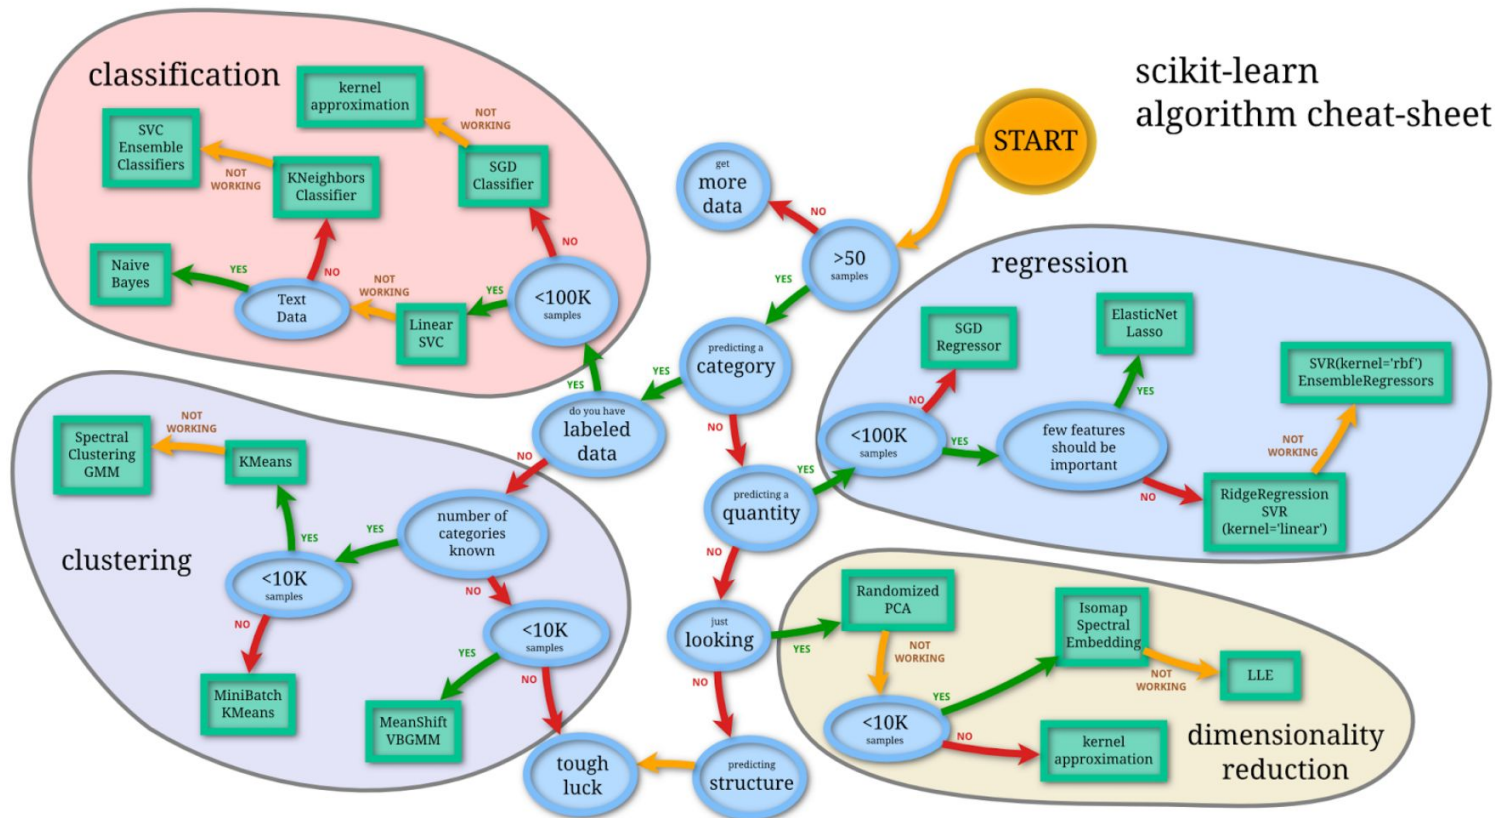 scikit-learn
algorithm cheat-sheet
START
>50
samples
NO
get
more
data
YES
predicting a
category
YES
do you have
labeled
data
YES
classification
<100K
samples
NO
SGD
Classifier
NOT
WORKING
kernel
approximation
YES
Linear
SVC
NOT
WORKING
Text
Data
YES
Naive
Bayes
NO
KNeighbors
Classifier
NOT
WORKING
SVC
Ensemble
Classifiers
NO
clustering
number of
categories
known
YES
<10K
samples
YES
KMeans
NOT
WORKING
Spectral
Clustering
GMM
NO
MiniBatch
KMeans
NO
<10K
samples
YES
MeanShift
VBGMM
NO
tough
luck
NO
predicting a
quantity
YES
regression
<100K
samples
NO
SGD
Regressor
YES
few features
should be
important
YES
ElasticNet
Lasso
NO
RidgeRegression
SVR
(kernel='linear')
NOT
WORKING
SVR(kernel='rbf')
EnsembleRegressors
NO
just
looking
YES
dimensionality
reduction
Randomized
PCA
NOT
WORKING
<10K
samples
YES
Isomap
Spectral
Embedding
NOT
WORKING
LLE
NO
kernel
approximation
NO
predicting
structure